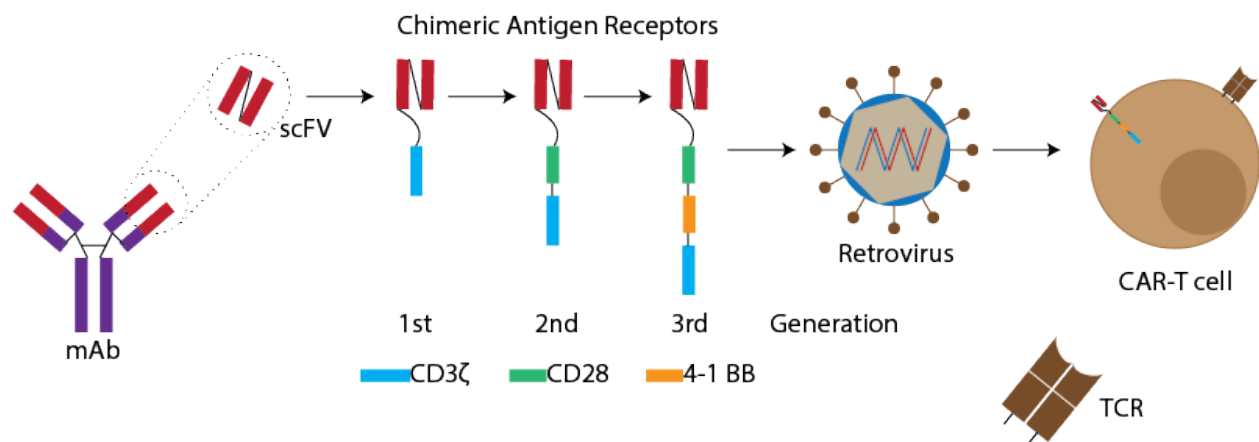 Chimeric Antigen Receptors
scFV
mAb
Retrovirus
CAR-T cell
1st 2nd 3rd Generation
CD3ζ CD28 4-1 BB
TCR